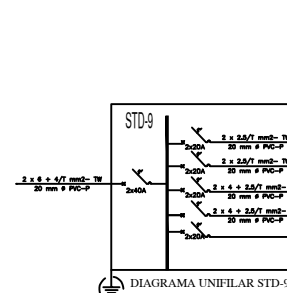 STD-9
2 x 2.5/T mm2- TW
2x20A
20 mm ø PVC-P
2 x 2.5/T mm2- TW
2x20A
20 mm ø PVC-P
2 x 6 + 4/T mm2- TW
20 mm ø PVC-P
2x40A
2 x 4 + 2.5/T mm2-
2x20A
20 mm ø PVC-P
2 x 4 + 2.5/T mm2-
2x20A
20 mm ø PVC-P
2x20A
DIAGRAMA UNIFILAR STD-9